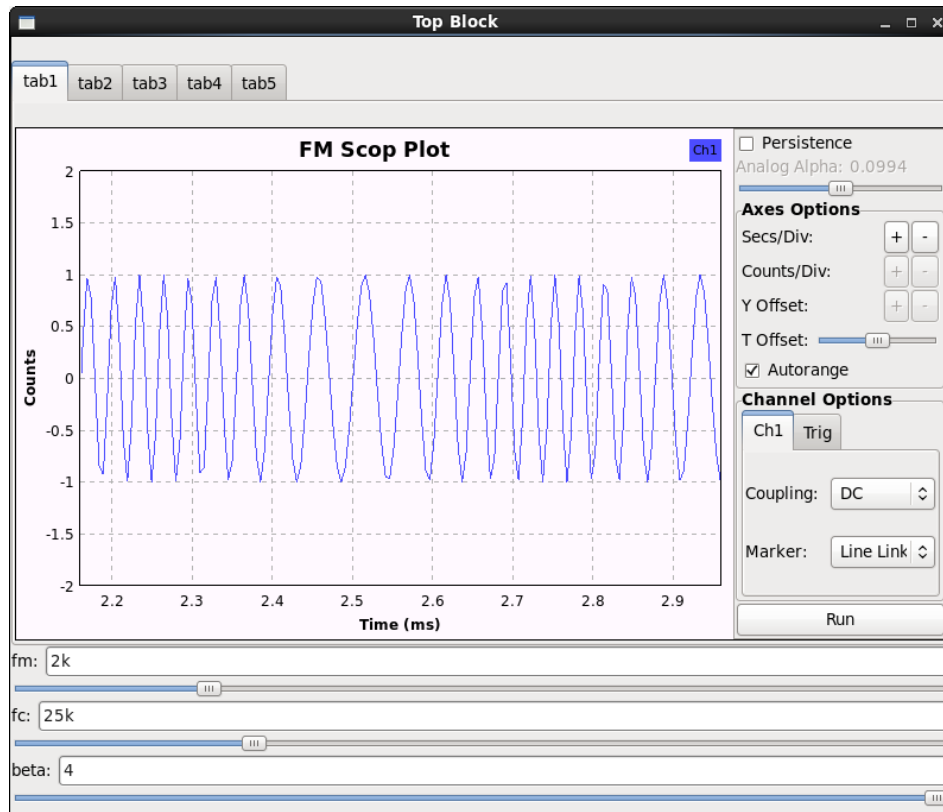 Top Block
tab1 tab2 tab3 tab4 tab5
FM Scop Plot
Ch1
2
1.5
1
0.5
0
-0.5
-1
-1.5
-2
Counts
2.2 2.3 2.4 2.5 2.6 2.7 2.8 2.9
Time (ms)
Persistence
Analog Alpha: 0.0994
Axes Options
Secs/Div: + -
Counts/Div: + -
Y Offset: + -
T Offset:
Autorange
Channel Options
Ch1 Trig
Coupling: DC
Marker: Line Link
Run
fm: 2k
fc: 25k
beta: 4